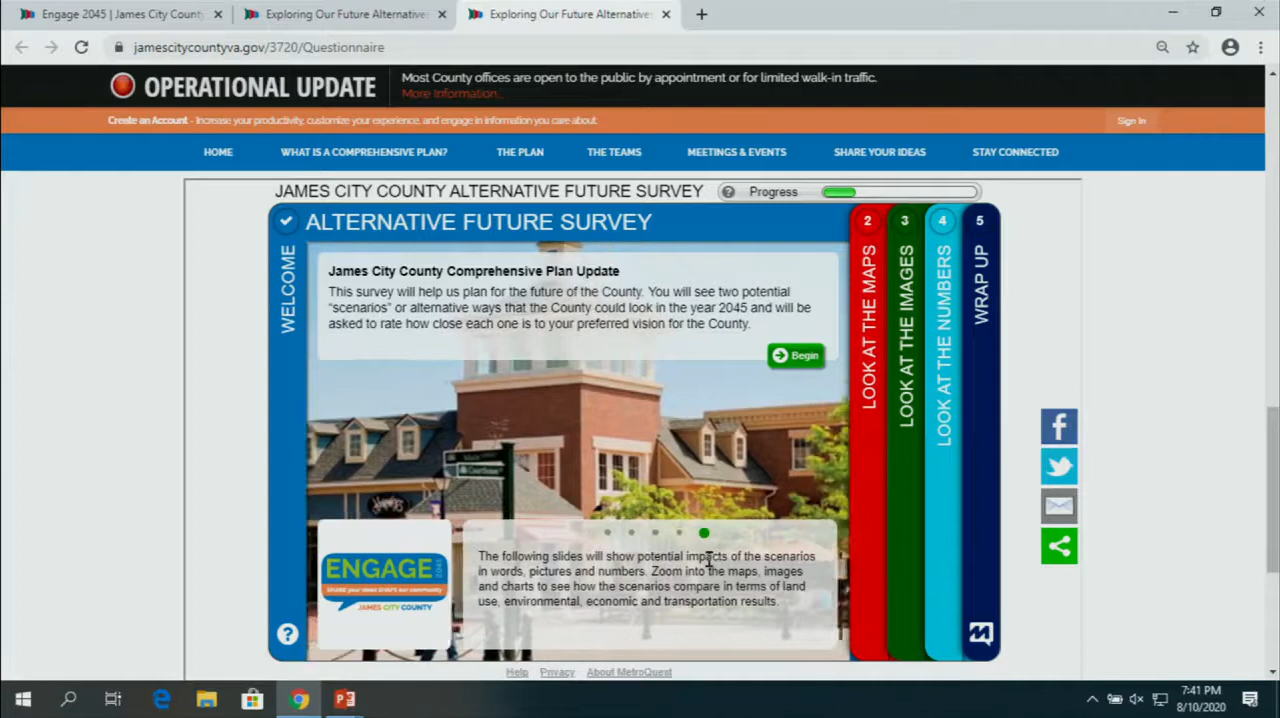 Engage 2045 | James City County
Exploring Our Future Alternative
Exploring Our Future Alternative
jamescitycountyva.gov/3720/Questionnaire
OPERATIONAL UPDATE
Most County offices are open to the public by appointment or for limited walk-in traffic.
More Information...
Create an Account - Increase your productivity, customize your experience, and engage in information you care about.
Sign In
HOME
WHAT IS A COMPREHENSIVE PLAN?
THE PLAN
THE TEAMS
MEETINGS & EVENTS
SHARE YOUR IDEAS
STAY CONNECTED
JAMES CITY COUNTY ALTERNATIVE FUTURE SURVEY
Progress
ALTERNATIVE FUTURE SURVEY
WELCOME
James City County Comprehensive Plan Update
This survey will help us plan for the future of the County. You will see two potential
“scenarios” or alternative ways that the County could look in the year 2045 and will be
asked to rate how close each one is to your preferred vision for the County.
Begin
2
LOOK AT THE MAPS
3
LOOK AT THE IMAGES
4
LOOK AT THE NUMBERS
5
WRAP UP
ENGAGE 2045
SHARE your ideas SHAPE our community
JAMES CITY COUNTY
The following slides will show potential impacts of the scenarios
in words, pictures and numbers. Zoom into the maps, images
and charts to see how the scenarios compare in terms of land
use, environmental, economic and transportation results.
Help
Privacy
About MetroQuest
7:41 PM
8/10/2020